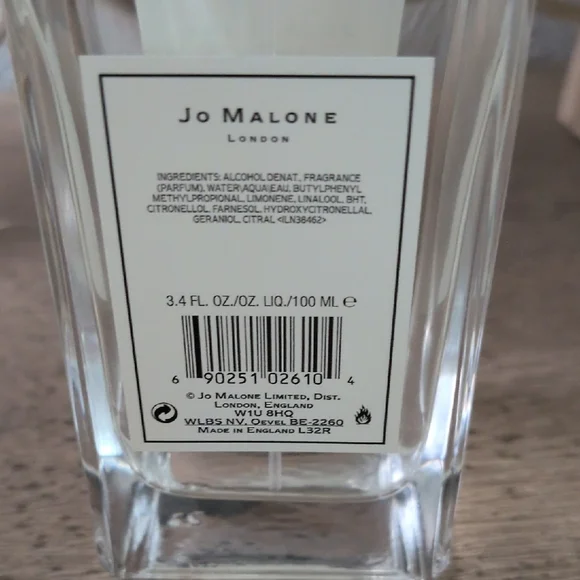 JO MALONE
LONDON
INGREDIENTS: ALCOHOL DENAT., FRAGRANCE
(PARFUM), WATER\AQUA\EAU, BUTYLPHENYL
METHYLPROPIONAL, LIMONENE, LINALOOL, BHT,
CITRONELLOL, FARNESOL, HYDROXYCITRONELLAL,
GERANIOL, CITRAL <ILN38462>
3.4 FL. OZ./OZ. LIQ./100 ML ℮
6 90251 02610 4
© JO MALONE LIMITED, DIST.
LONDON, ENGLAND
W1U 8HQ
WLBS NV, OEVEL BE-2260
MADE IN ENGLAND L32R